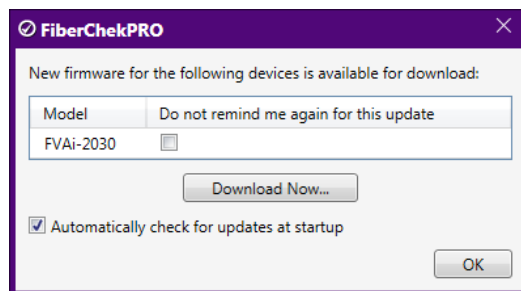 FiberChekPRO
New firmware for the following devices is available for download:
Model Do not remind me again for this update
FVAi-2030
Download Now...
Automatically check for updates at startup
OK